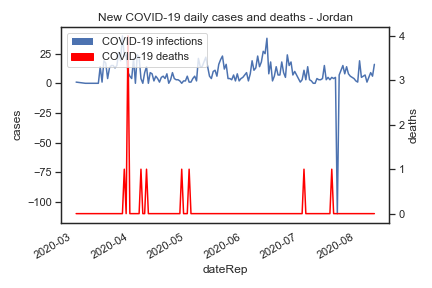 New COVID-19 daily cases and deaths - Jordan
COVID-19 infections
COVID-19 deaths
25
0
−25
−50
−75
−100
cases
4
3
2
1
0
deaths
2020-03
2020-04
2020-05
2020-06
2020-07
2020-08
dateRep